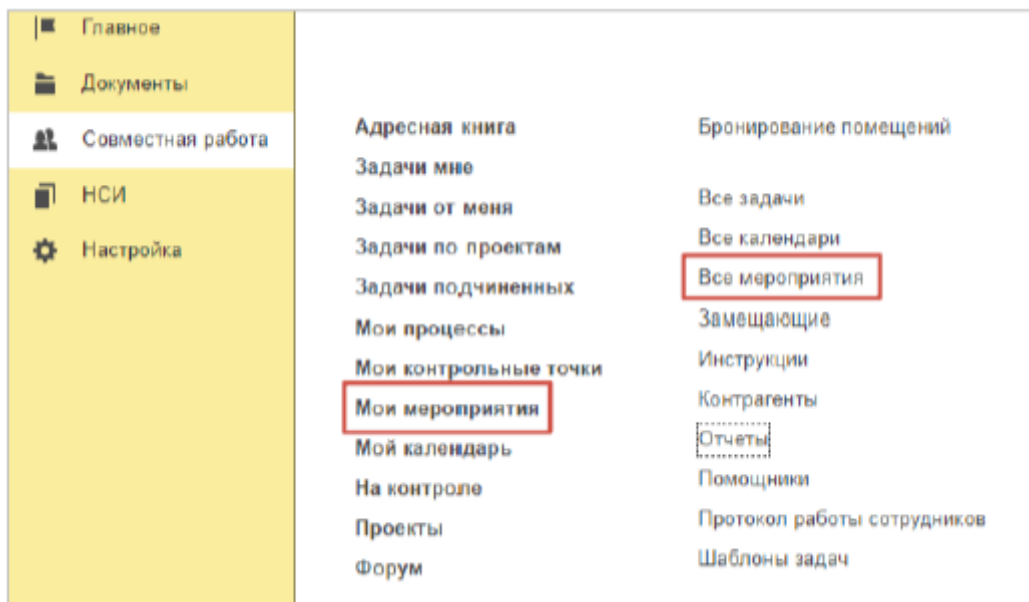 Главное
Документы
Совместная работа
НСИ
Настройка
Адресная книга
Задачи мне
Задачи от меня
Задачи по проектам
Задачи подчиненных
Мои процессы
Мои контрольные точки
Мои мероприятия
Мой календарь
На контроле
Проекты
Форум
Бронирование помещений
Все задачи
Все календари
Все мероприятия
Замещающие
Инструкции
Контрагенты
Отчеты
Помощники
Протокол работы сотрудников
Шаблоны задач